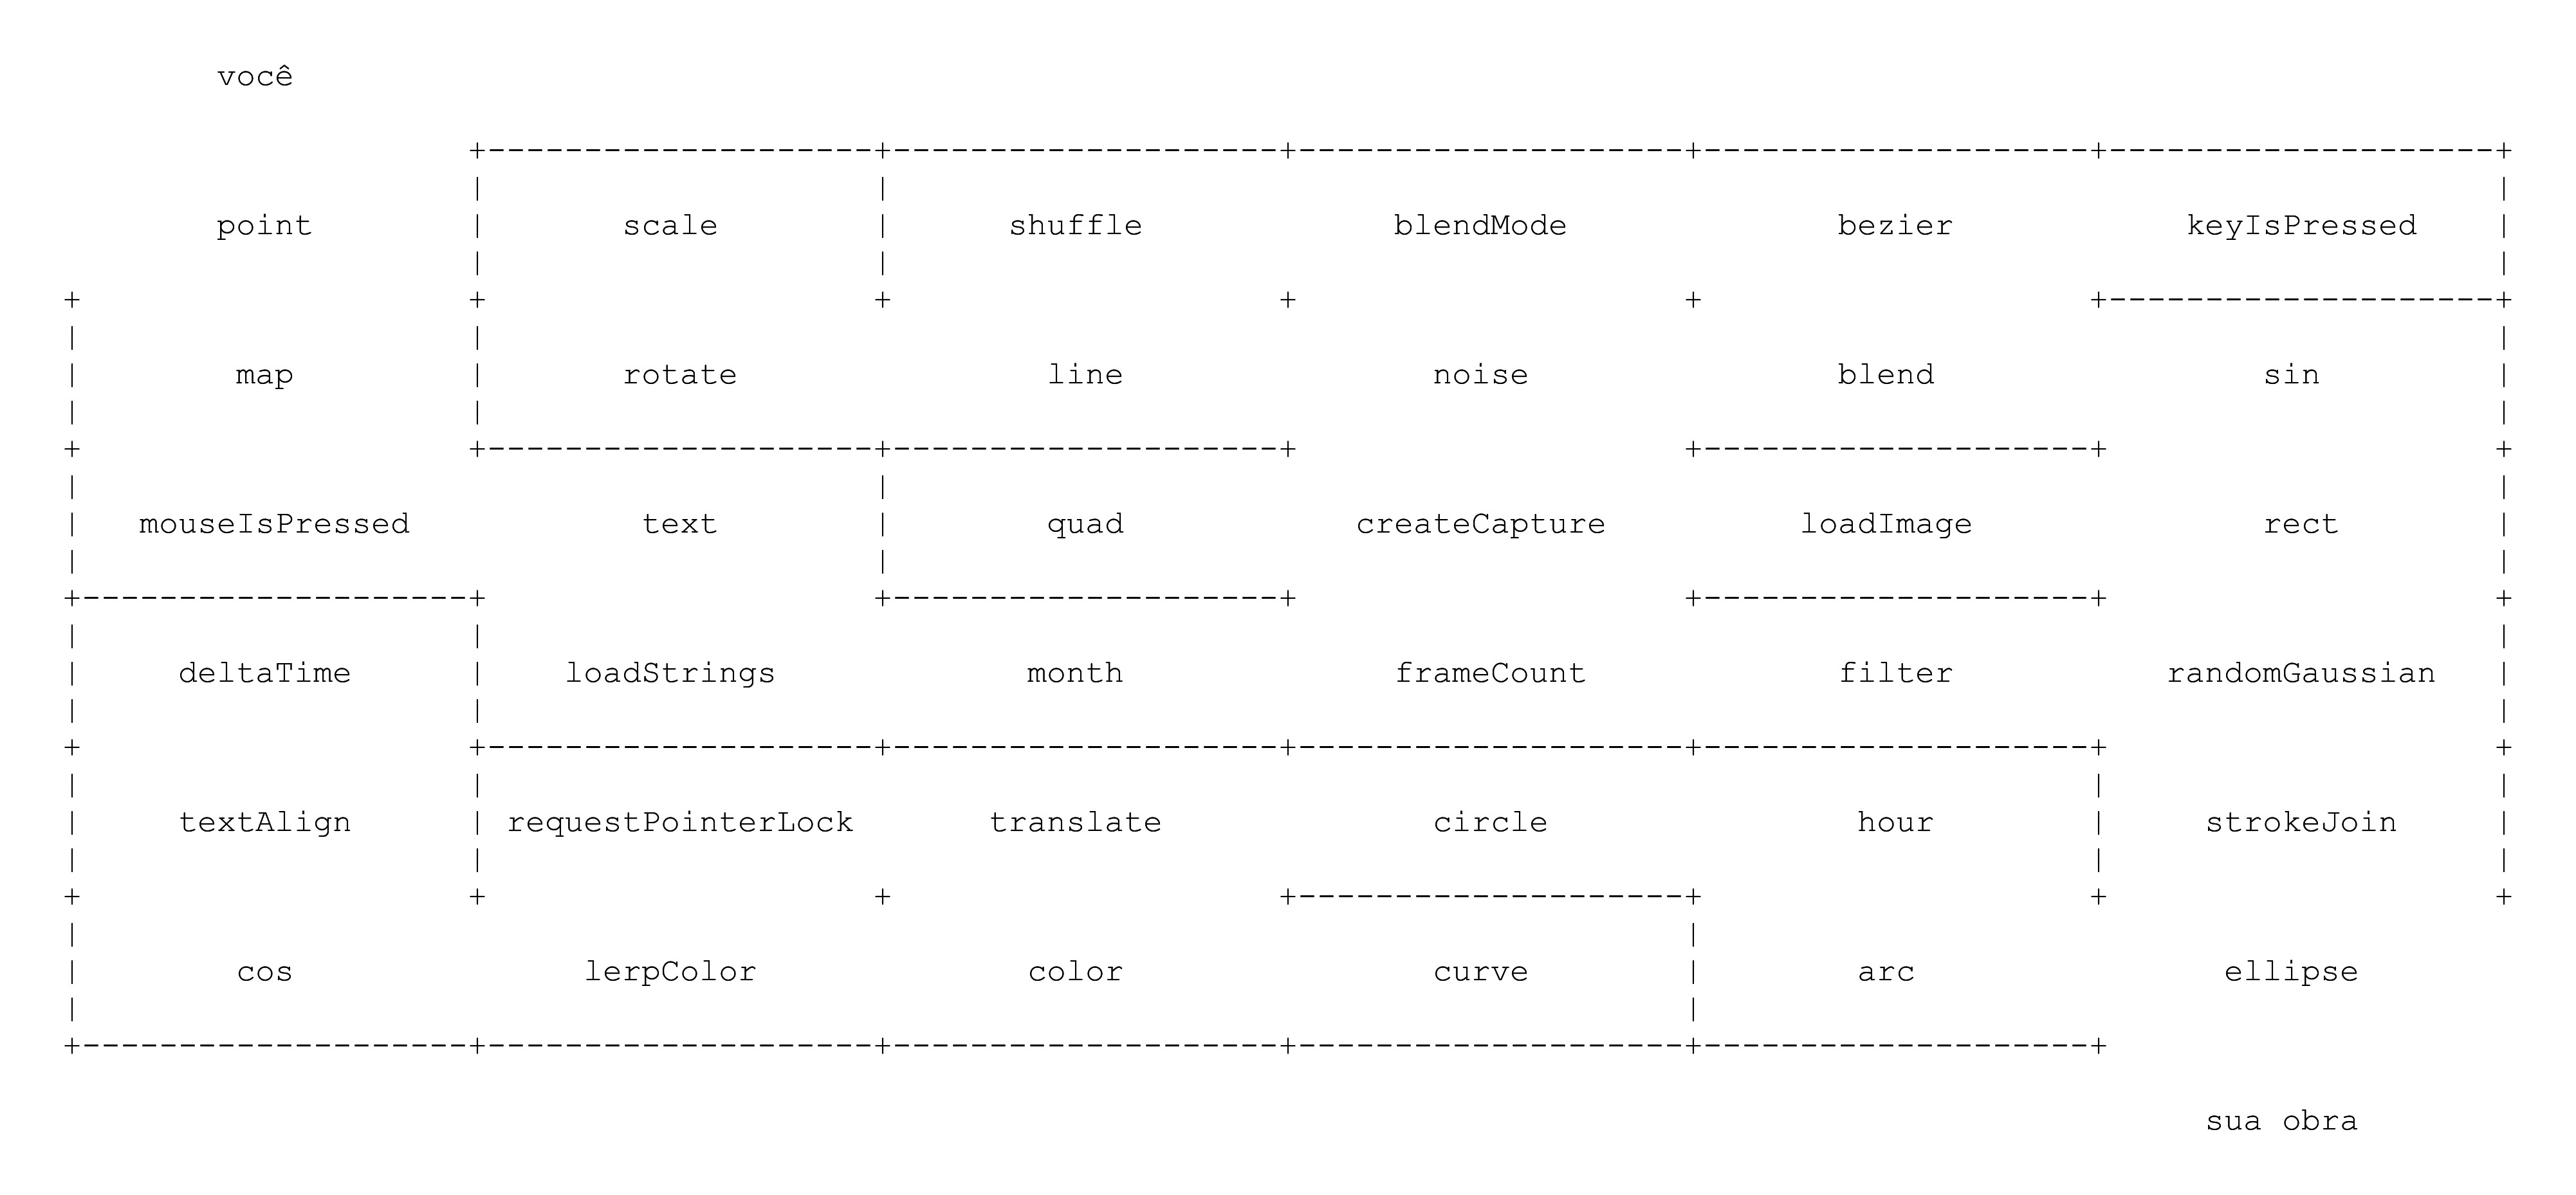 você
point scale shuffle blendMode bezier keyIsPressed
map rotate line noise blend sin
mouseIsPressed text quad createCapture loadImage rect
deltaTime loadStrings month frameCount filter randomGaussian
textAlign requestPointerLock translate circle hour strokeJoin
cos lerpColor color curve arc ellipse
sua obra